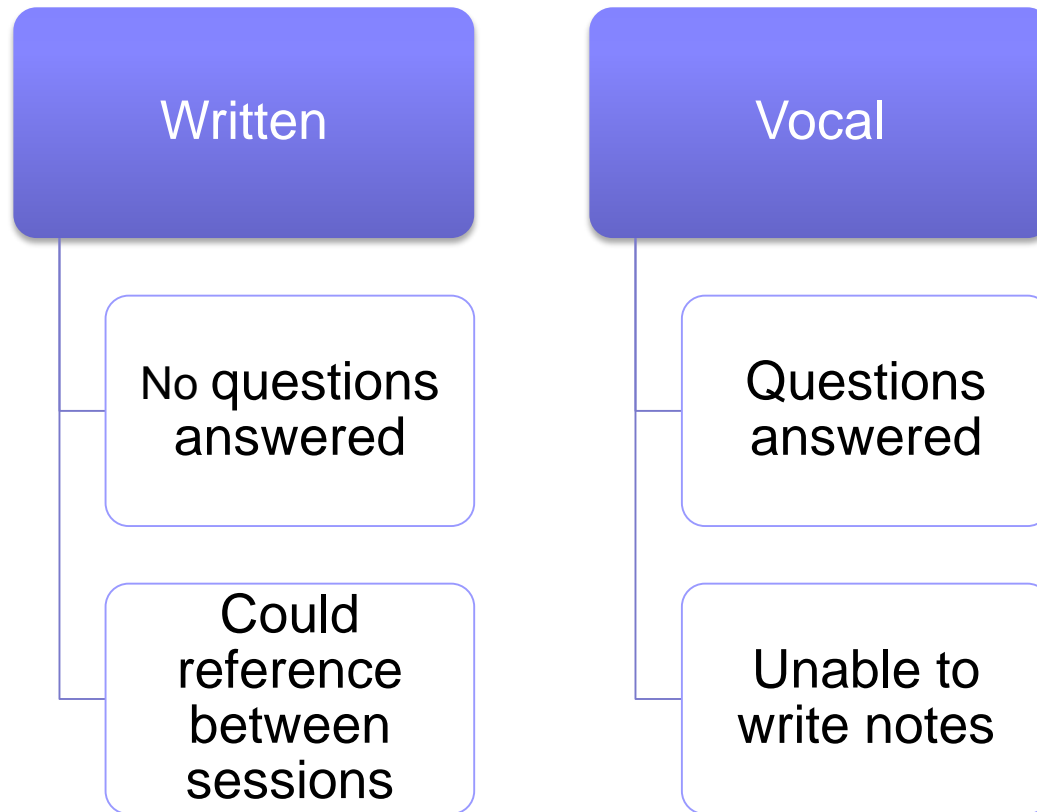 Written
No questions
answered
Could
reference
between
sessions
Vocal
Questions
answered
Unable to
write notes